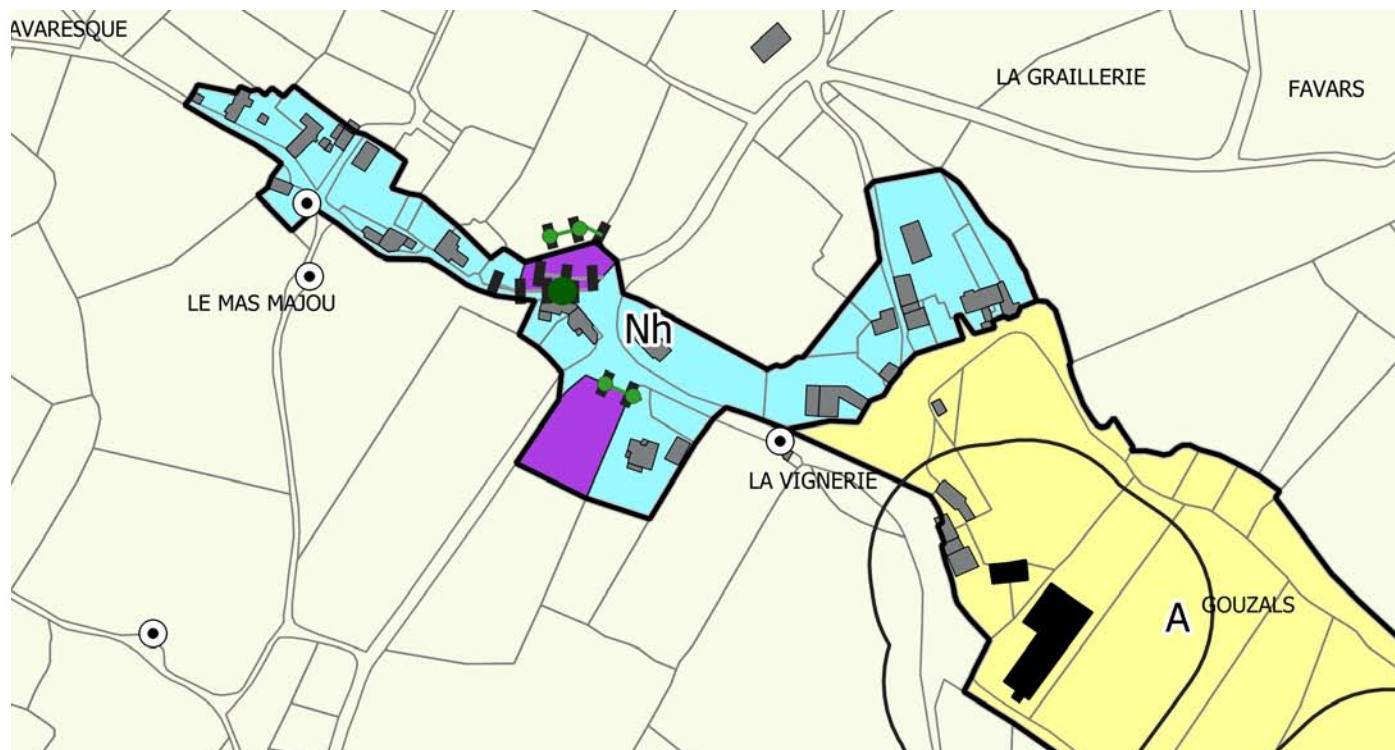 AVARESQUE
LA GRAILLERIE
FAVARS
LE MAS MAJOU
Nh
LA VIGNERIE
A
GOUZALS